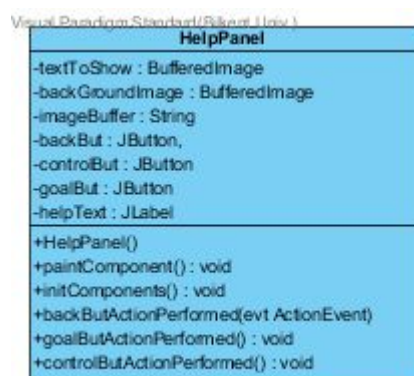 Visual Paradigm Standard(Bilkent Univ.)
HelpPanel
-textToShow : BufferedImage
-backGroundImage : BufferedImage
-imageBuffer : String
-backBut : JButton,
-controlBut : JButton
-goalBut : JButton
-helpText : JLabel
+HelpPanel()
+paintComponent() : void
+initComponents() : void
+backButActionPerformed(evt ActionEvent)
+goalButActionPerformed() : void
+controlButActionPerformed() : void